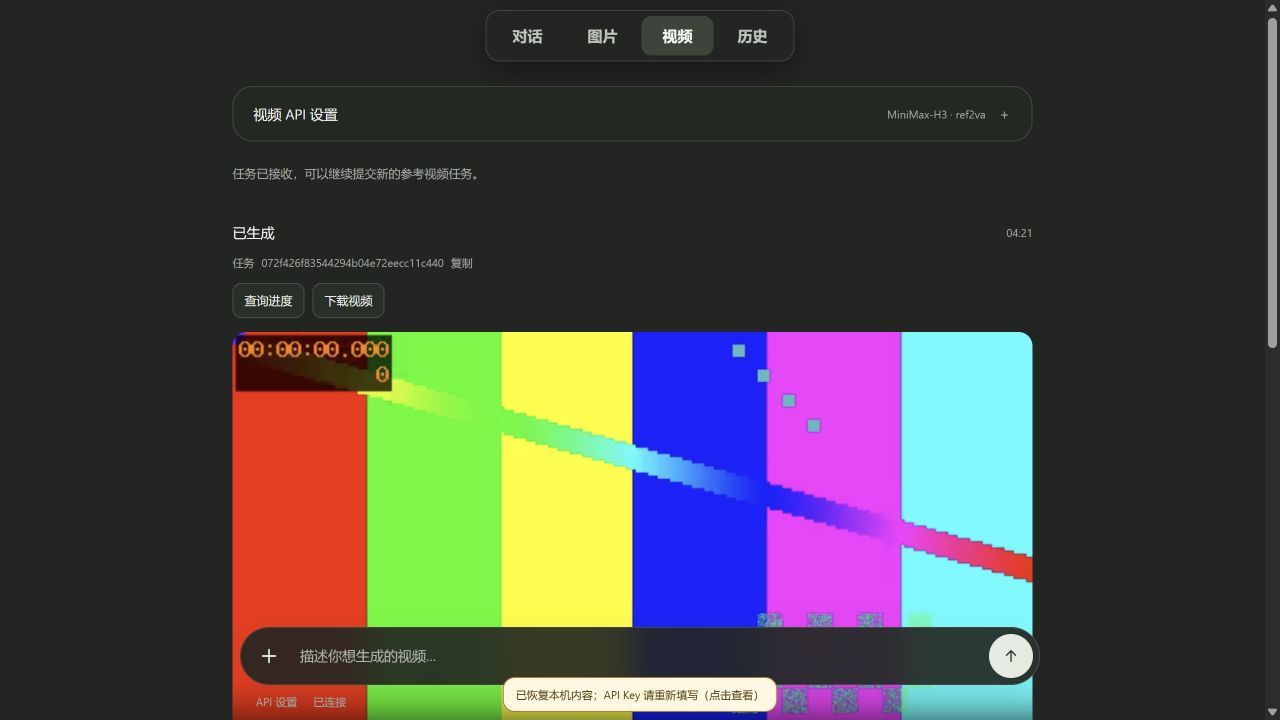 对话 图片 视频 历史
视频 API 设置 MiniMax-H3 · ref2va +
任务已接收，可以继续提交新的参考视频任务。
已生成 04:21
任务 072f426f83544294b04e72eecc11c440 复制
查询进度 下载视频
00:00:00.000
0
描述你想生成的视频...
已恢复本机内容；API Key 请重新填写（点击查看）
API 设置 已连接